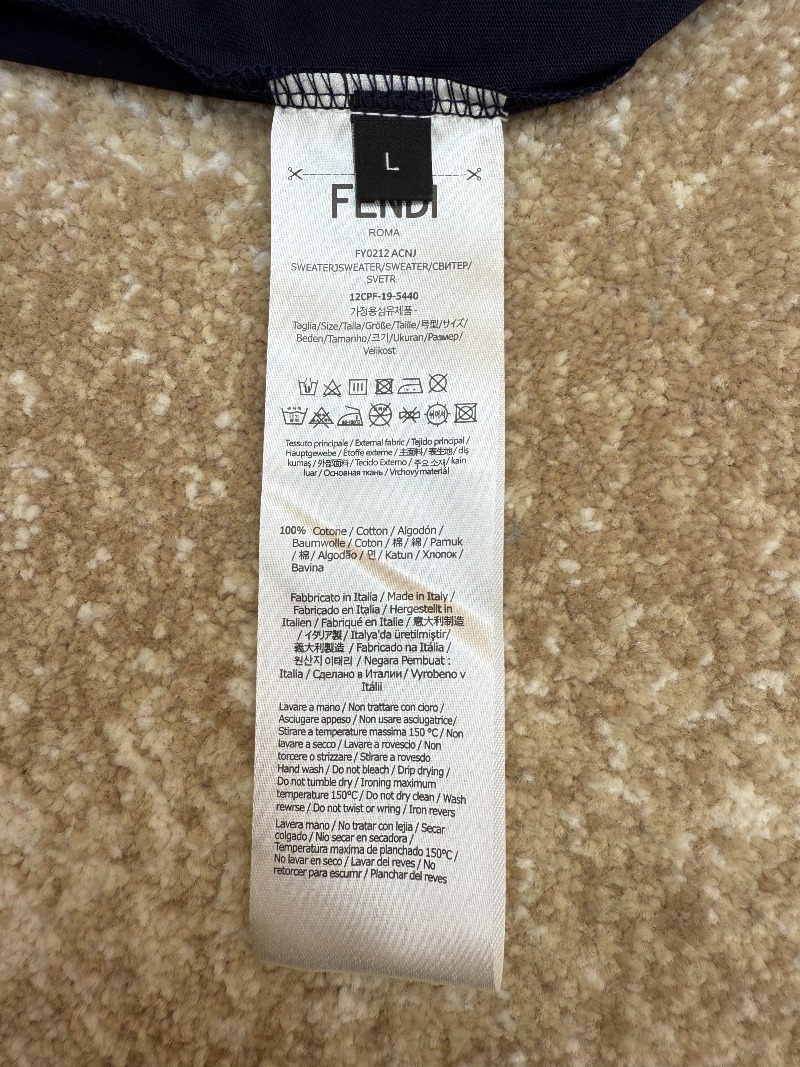 L
FENDI
ROMA
FY0212 ACNJ
SWEATERJSWEATER/SWEATER/СВИТЕР/
SVETR
12CPF-19-5440
가정용섬유제품-
Taglia/Size/Talla/Größe/Taille/号型/サイズ/
Beden/Tamanho/크기/Ukuran/Размер/
Velikost
Tessuto principale / External fabric / Tejido principal /
Hauptgewebe / Étoffe externe / 主面料/ 表生地/ dış
kumaş / 外部面料/ Tecido Externo / 주요 소재/ kain
luar / Основная ткань / Vrchový materiál
100% Cotone / Cotton / Algodón /
Baumwolle / Coton / 棉/ 綿/ Pamuk
/ 棉/ Algodão / 면 / Katun / Хлопок /
Bavina
Fabbricato in Italia / Made in Italy /
Fabricado en Italia / Hergestellt in
Italien / Fabriqué en Italie / 意大利制造
/ イタリア製 / Italya'da üretilmiştir/
義大利製造 / Fabricado na Itália /
원산지 이태리 / Negara Pembuat :
Italia / Сделано в Италии / Vyrobeno v
Itálii
Lavare a mano / Non trattare con cloro /
Asciugare appeso / Non usare asciugatrice/
Stirare a temperature massima 150 °C / Non
lavare a secco / Lavare a rovescio / Non
torcere o strizzare / Stirare a rovesdo
Hand wash / Do not bleach / Drip drying /
Do not tumble dry / Ironing maximum
temperature 150°C / Do not dry clean / Wash
rewrse / Do not twist or wring / Iron revers
Lavera mano / No tratar con lejia / Secar
colgado / Nio secar en secadora /
Temperatura maxima de planchado 150°C /
No lavar en seco / Lavar del reves / No
retorcer para escurrir / Planchar del reves